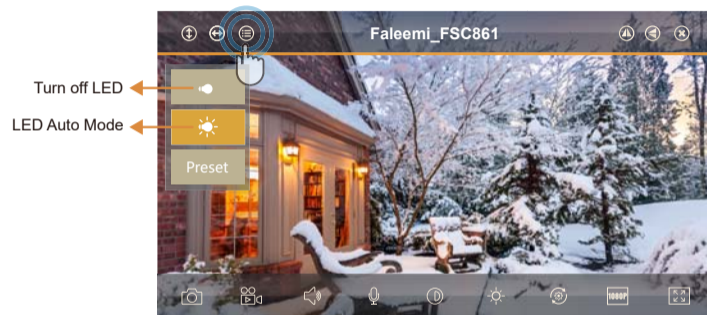 Faleemi_FSC861
Turn off LED
LED Auto Mode
Preset
1080P